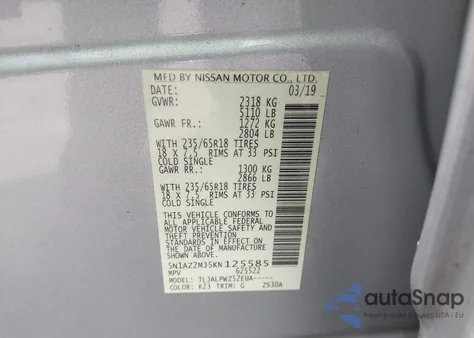 MFD BY NISSAN MOTOR CO., LTD.
DATE: 03/19
GVWR: 2318 KG
5110 LB
GAWR FR.: 1272 KG
2804 LB
WITH 235/65R18 TIRES
18 X 7.5 RIMS AT 33 PSI
COLD SINGLE
GAWR RR.: 1300 KG
2866 LB
WITH 235/65R18 TIRES
18 X 7.5 RIMS AT 33 PSI
COLD SINGLE
THIS VEHICLE CONFORMS TO ALL
APPLICABLE U.S. FEDERAL
MOTOR VEHICLE SAFETY AND
THEFT PREVENTION STANDARDS
IN EFFECT ON THE DATE OF
MANUFACTURE SHOWN ABOVE.
5N1AZ2MJ5KN125585
MPV 625522
MODEL: TLJALPWZ52EUA-----
COLOR: K23 TRIM: G ZS30A
autoSnap